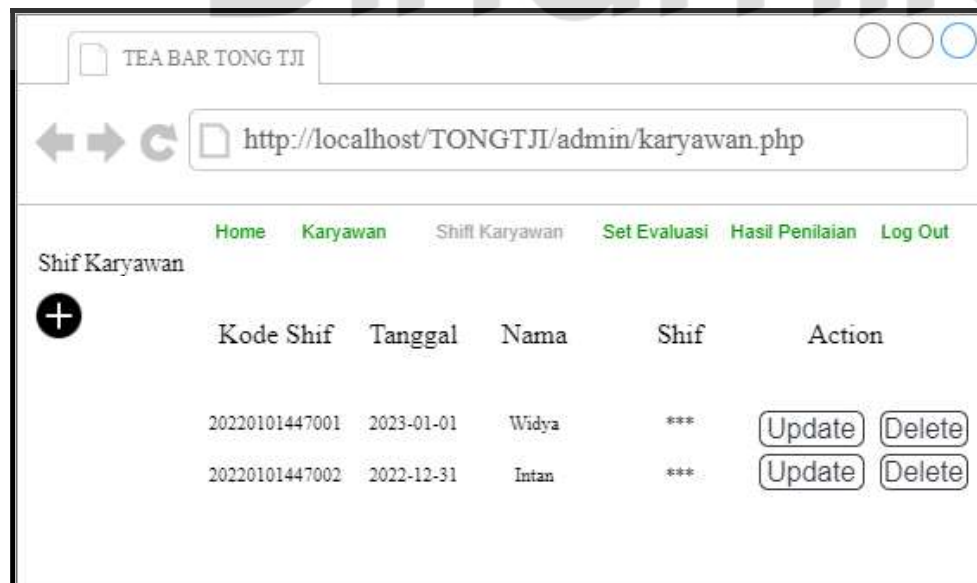 TEA BAR TONG TJI
http://localhost/TONGTJI/admin/karyawan.php
Home Karyawan Shift Karyawan Set Evaluasi Hasil Penilaian Log Out
Shif Karyawan
Kode Shif Tanggal Nama Shif Action
20220101447001 2023-01-01 Widya *** Update Delete
20220101447002 2022-12-31 Intan *** Update Delete